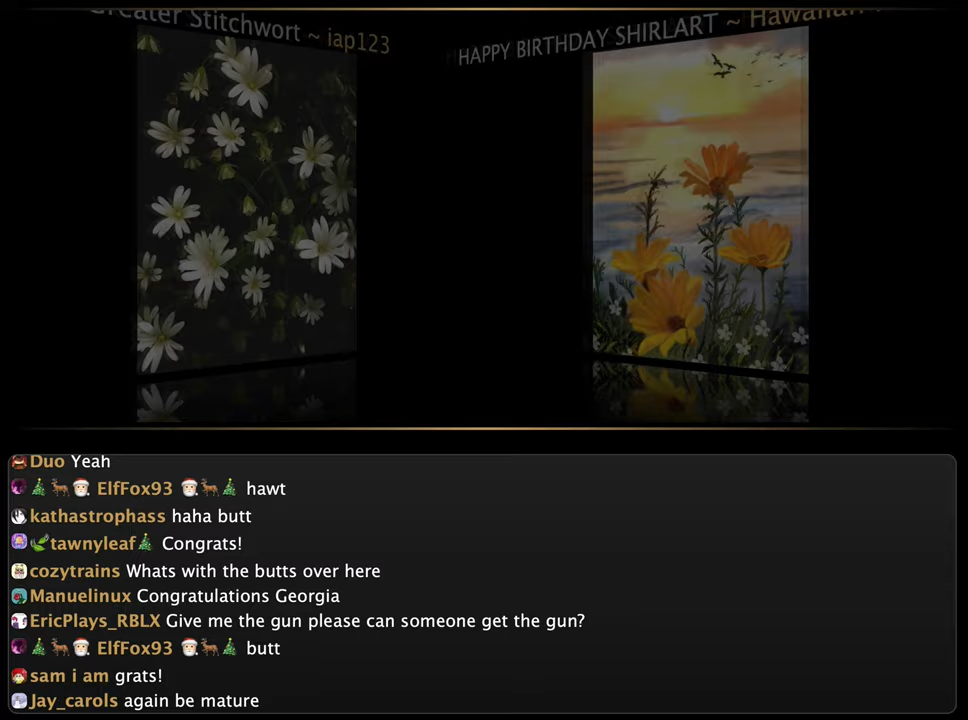 Greater Stitchwort ~ iap123
HAPPY BIRTHDAY SHIRLART ~ Hawaiian
Duo Yeah
ElfFox93 hawt
kathastrophass haha butt
tawnyleaf Congrats!
cozytrains Whats with the butts over here
Manuelinux Congratulations Georgia
EricPlays_RBLX Give me the gun please can someone get the gun?
ElfFox93 butt
sam i am grats!
Jay_carols again be mature